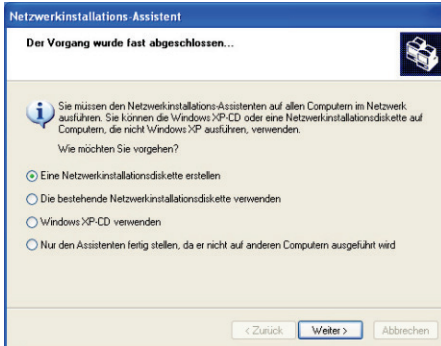 Netzwerkinstallations-Assistent
Der Vorgang wurde fast abgeschlossen...
Sie müssen den Netzwerkinstallations-Assistenten auf allen Computern im Netzwerk
ausführen. Sie können die Windows XP-CD oder eine Netzwerkinstallationsdiskette auf
Computern, die nicht Windows XP ausführen, verwenden.
Wie möchten Sie vorgehen?
Eine Netzwerkinstallationsdiskette erstellen
Die bestehende Netzwerkinstallationsdiskette verwenden
Windows XP-CD verwenden
Nur den Assistenten fertig stellen, da er nicht auf anderen Computern ausgeführt wird
< Zurück Weiter > Abbrechen